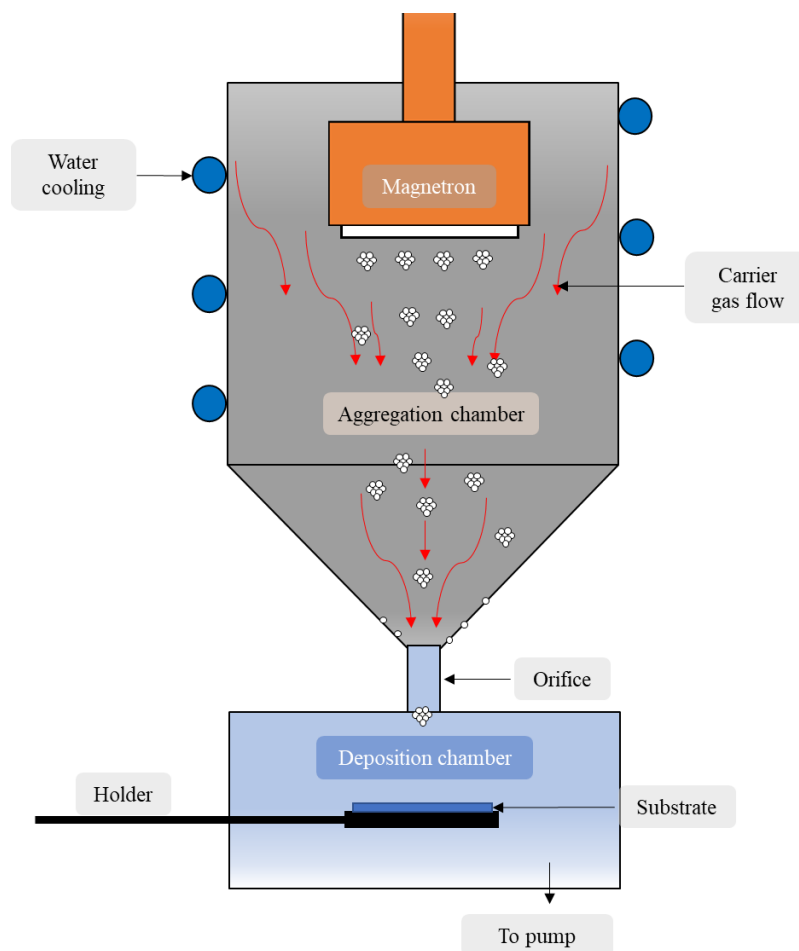 Water
cooling
Magnetron
Carrier
gas flow
Aggregation chamber
Orifice
Deposition chamber
Holder
Substrate
To pump